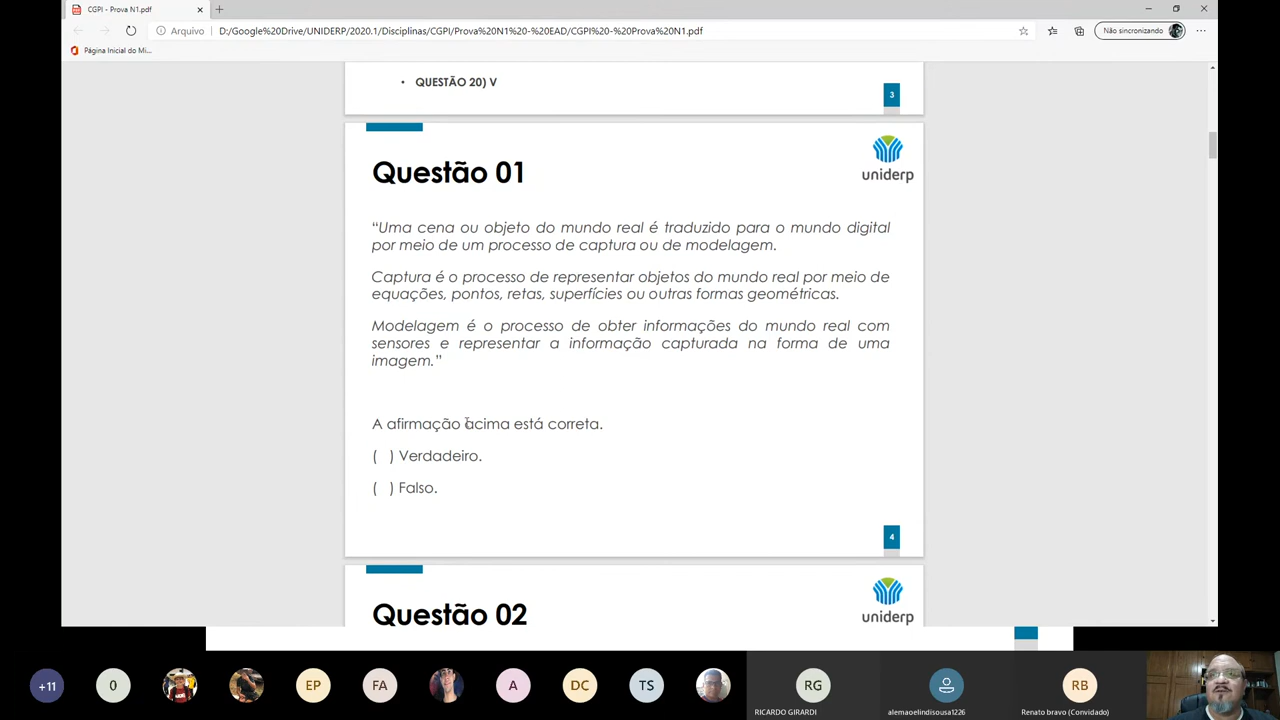 CGPI - Prova N1
Arquivo
D:/Google%20Drive/UNIDERP/2020.1/Disciplinas/CGPI/Prova%20N1%20-%20EAD/CGPI%20-%20Prova%20N1.pdf
Não sincronizando
Página Inicial do Mi...
• QUESTÃO 20) V
3
Questão 01
uniderp
“Uma cena ou objeto do mundo real é traduzido para o mundo digital
por meio de um processo de captura ou de modelagem.
Captura é o processo de representar objetos do mundo real por meio de
equações, pontos, retas, superfícies ou outras formas geométricas.
Modelagem é o processo de obter informações do mundo real com
sensores e representar a informação capturada na forma de uma
imagem.”
A afirmação acima está correta.
( ) Verdadeiro.
( ) Falso.
4
Questão 02
uniderp
+11
0
EP
FA
A
DC
TS
RG
RB
RICARDO GIRARDI
alemaoelindisousa1226
Renato bravo (Convidado)